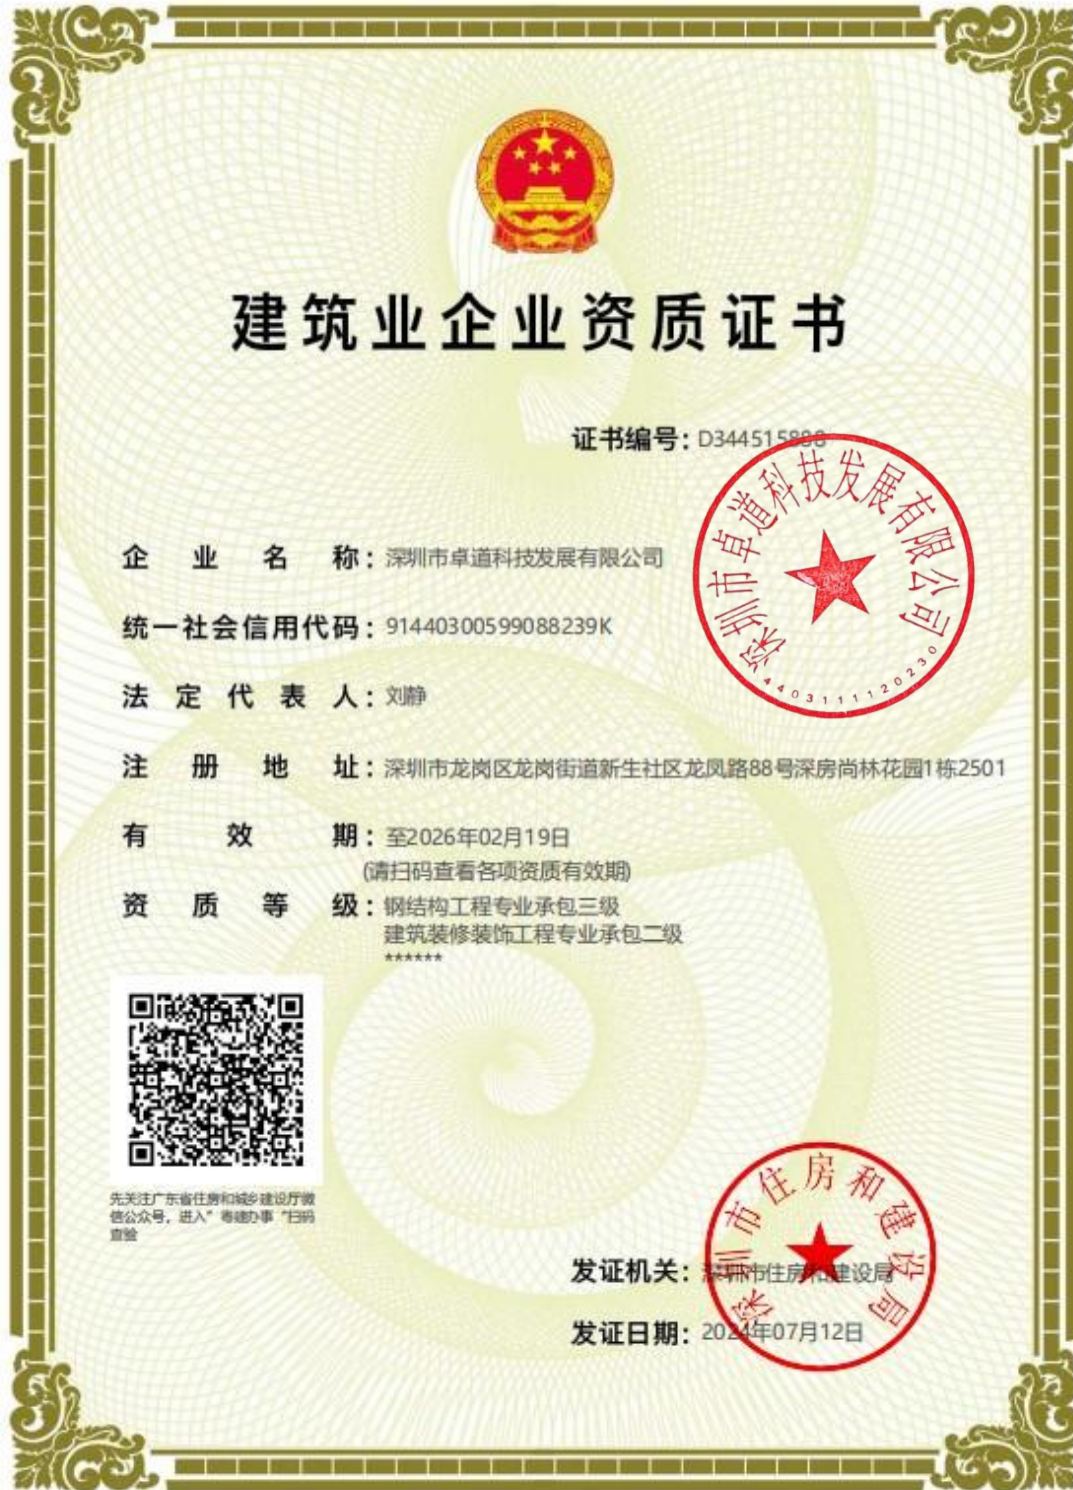 建筑业企业资质证书
证书编号：D344515898
深圳市卓道科技发展有限公司
4403111120230
企业名称：深圳市卓道科技发展有限公司
统一社会信用代码：91440300599088239K
法定代表人：刘静
注册地址：深圳市龙岗区龙岗街道新生社区龙凤路88号深房尚林花园1栋2501
有效期：至2026年02月19日
(请扫码查看各项资质有效期)
资质等级：钢结构工程专业承包三级
建筑装修装饰工程专业承包二级
******
先关注广东省住房和城乡建设厅微
信公众号，进入“粤建办事“扫码
查验
深圳市住房和建设局
发证机关：深圳市住房和建设局
发证日期：2024年07月12日